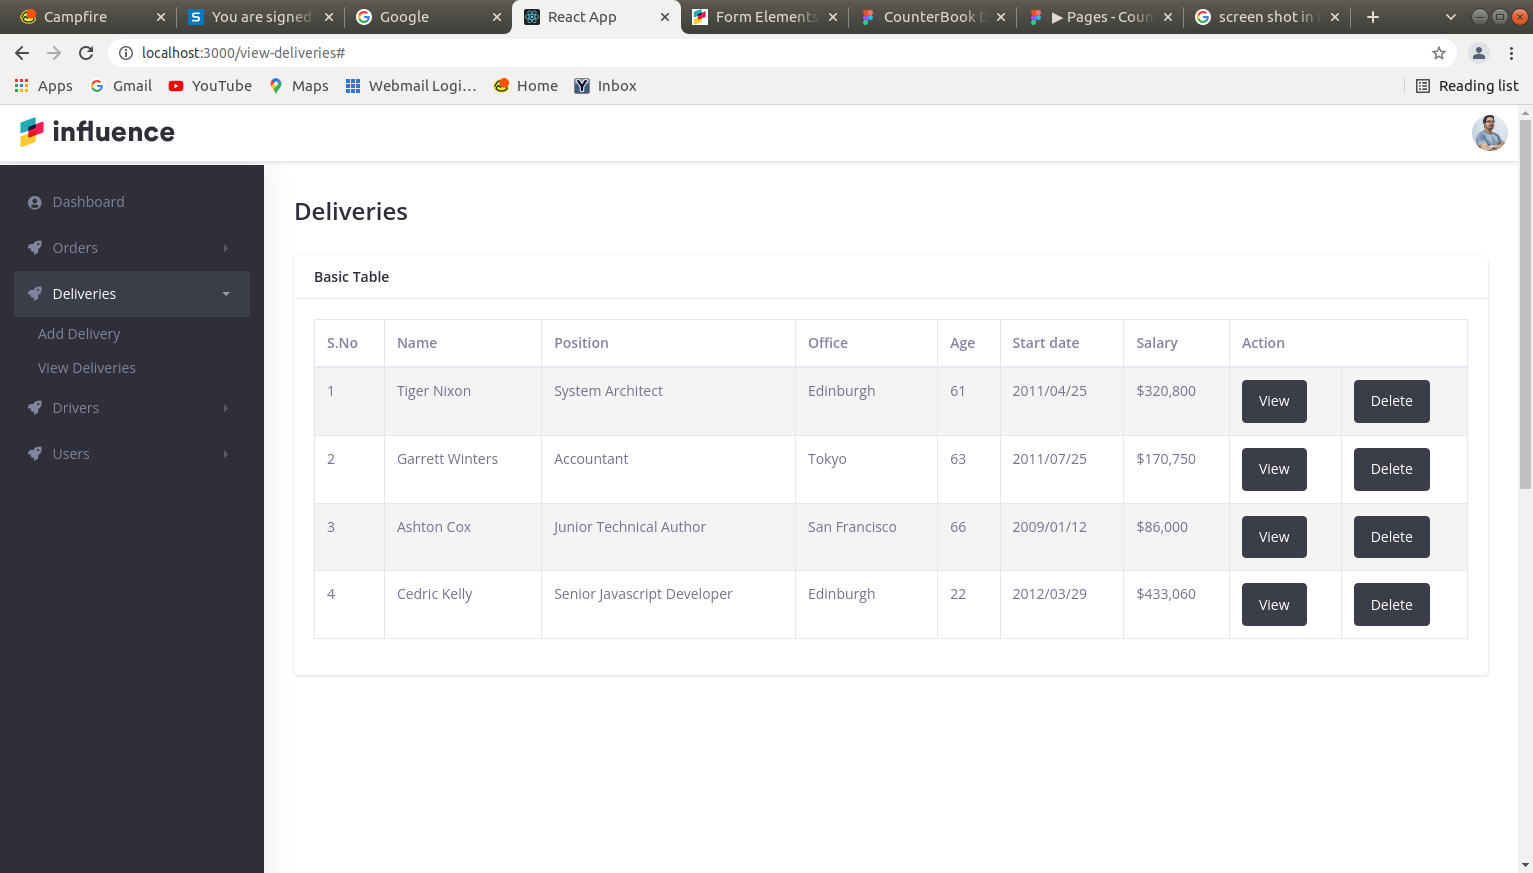 Campfire
You are signed
Google
React App
Form Elements
CounterBook D
▶ Pages - Coun
screen shot in
localhost:3000/view-deliveries#
Apps
Gmail
YouTube
Maps
Webmail Logi...
Home
Inbox
Reading list
influence
Dashboard
Orders
Deliveries
Add Delivery
View Deliveries
Drivers
Users
Deliveries
Basic Table
S.No Name Position Office Age Start date Salary Action
1 Tiger Nixon System Architect Edinburgh 61 2011/04/25 $320,800 View Delete
2 Garrett Winters Accountant Tokyo 63 2011/07/25 $170,750 View Delete
3 Ashton Cox Junior Technical Author San Francisco 66 2009/01/12 $86,000 View Delete
4 Cedric Kelly Senior Javascript Developer Edinburgh 22 2012/03/29 $433,060 View Delete